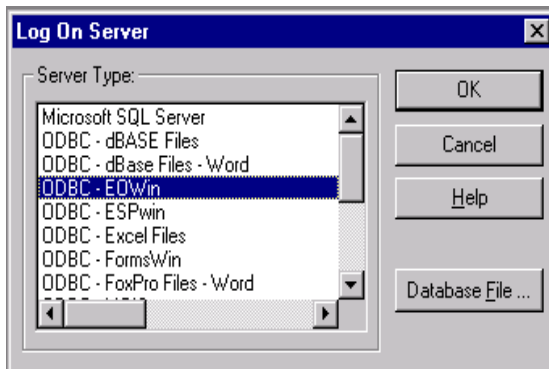 Log On Server
Server Type:
Microsoft SQL Server
ODBC - dBASE Files
ODBC - dBase Files - Word
ODBC - EOWin
ODBC - ESPwin
ODBC - Excel Files
ODBC - FormsWin
ODBC - FoxPro Files - Word
OK
Cancel
Help
Database File ...